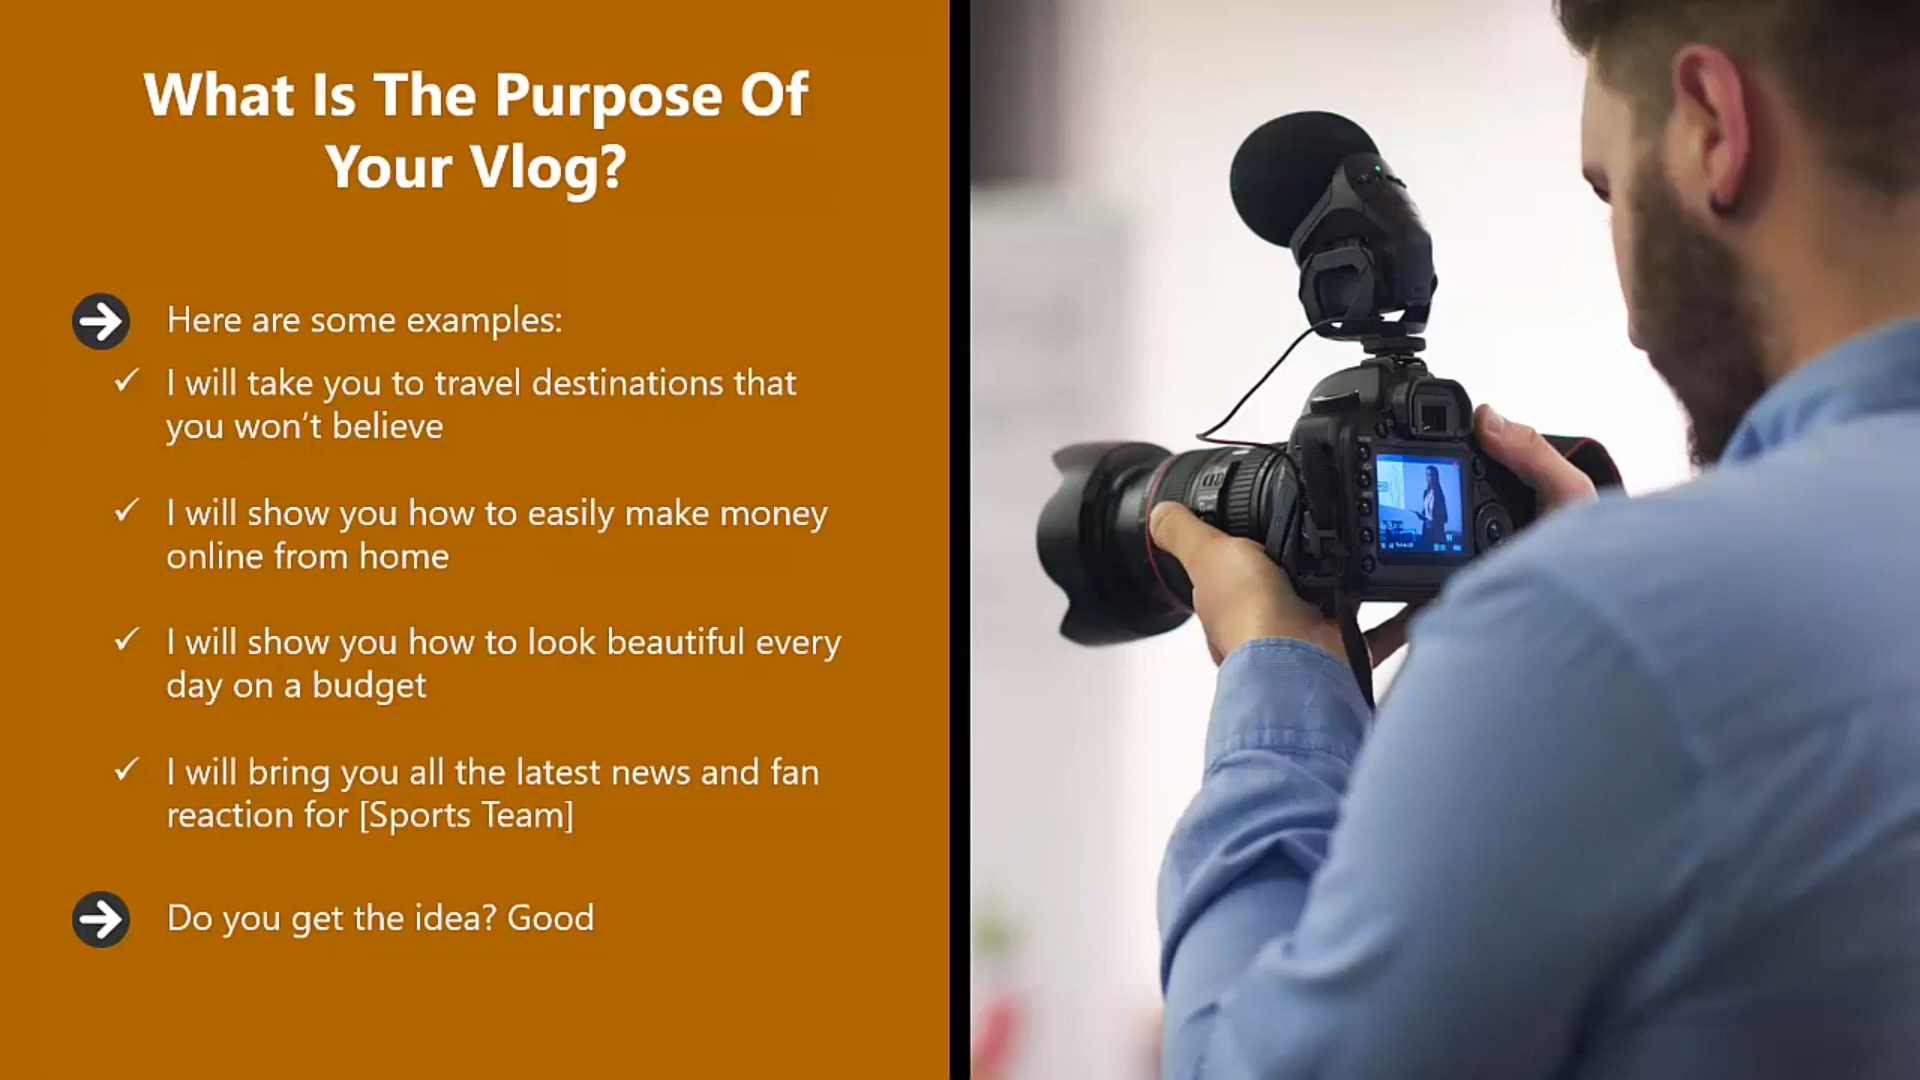 What Is The Purpose Of
Your Vlog?
Here are some examples:
I will take you to travel destinations that
you won’t believe
I will show you how to easily make money
online from home
I will show you how to look beautiful every
day on a budget
I will bring you all the latest news and fan
reaction for [Sports Team]
Do you get the idea? Good